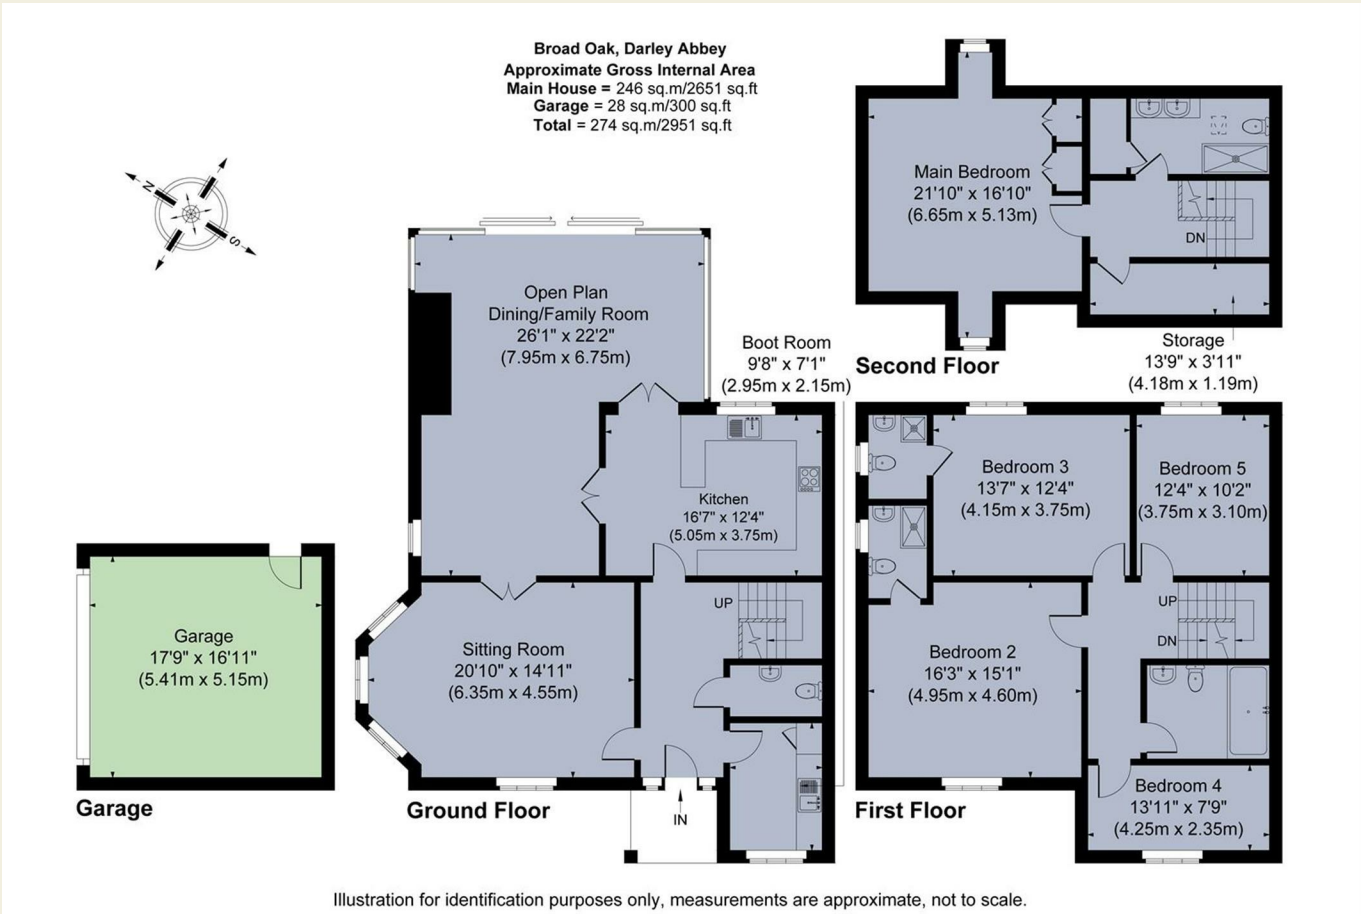 Broad Oak, Darley Abbey
Approximate Gross Internal Area
Main House = 246 sq.m/2651 sq.ft
Garage = 28 sq.m/300 sq.ft
Total = 274 sq.m/2951 sq.ft
N
S
Main Bedroom
21'10" x 16'10"
(6.65m x 5.13m)
DN
Storage
13'9" x 3'11"
(4.18m x 1.19m)
Second Floor
Open Plan
Dining/Family Room
26'1" x 22'2"
(7.95m x 6.75m)
Boot Room
9'8" x 7'1"
(2.95m x 2.15m)
Kitchen
16'7" x 12'4"
(5.05m x 3.75m)
UP
Sitting Room
20'10" x 14'11"
(6.35m x 4.55m)
IN
Ground Floor
Garage
17'9" x 16'11"
(5.41m x 5.15m)
Garage
Bedroom 3
13'7" x 12'4"
(4.15m x 3.75m)
Bedroom 5
12'4" x 10'2"
(3.75m x 3.10m)
UP
DN
Bedroom 2
16'3" x 15'1"
(4.95m x 4.60m)
Bedroom 4
13'11" x 7'9"
(4.25m x 2.35m)
First Floor
Illustration for identification purposes only, measurements are approximate, not to scale.